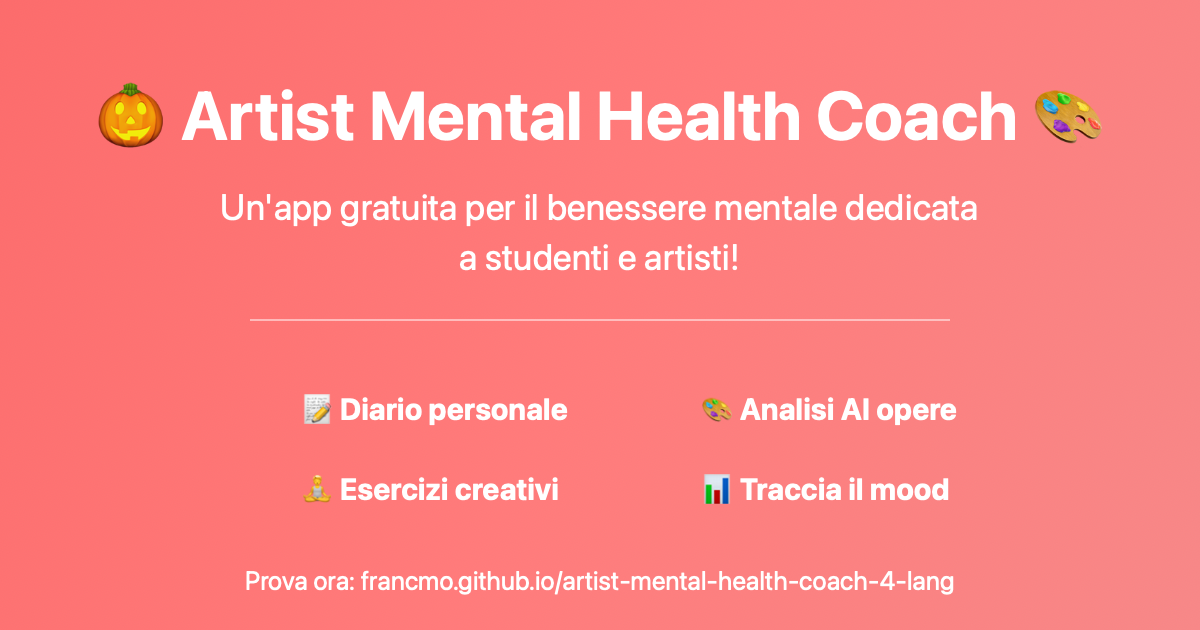 🎃 Artist Mental Health Coach 🎨
Un'app gratuita per il benessere mentale dedicata
a studenti e artisti!
📝 Diario personale
🎨 Analisi AI opere
🧘 Esercizi creativi
📊 Traccia il mood
Prova ora: francmo.github.io/artist-mental-health-coach-4-lang